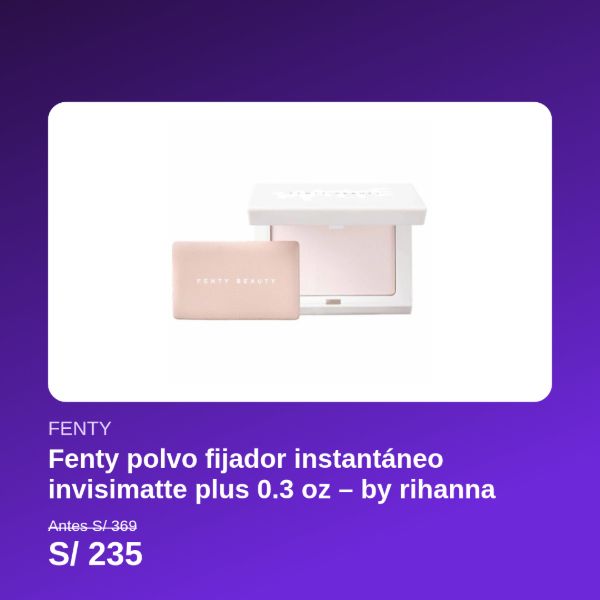 FENTY BEAUTY
FENTY
Fenty polvo fijador instantáneo
invisimatte plus 0.3 oz – by rihanna
Antes S/ 369
S/ 235